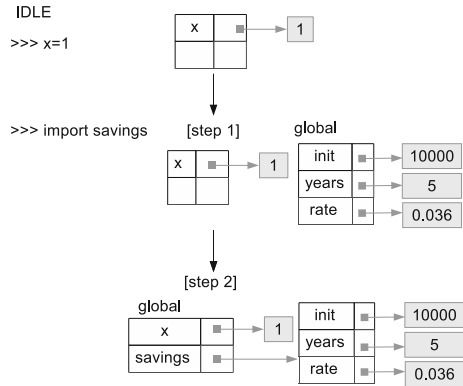 IDLE
>>> x=1
x
1
>>> import savings
[step 1]
global
x
1
init
10000
years
5
rate
0.036
[step 2]
global
x
1
savings
init
10000
years
5
rate
0.036